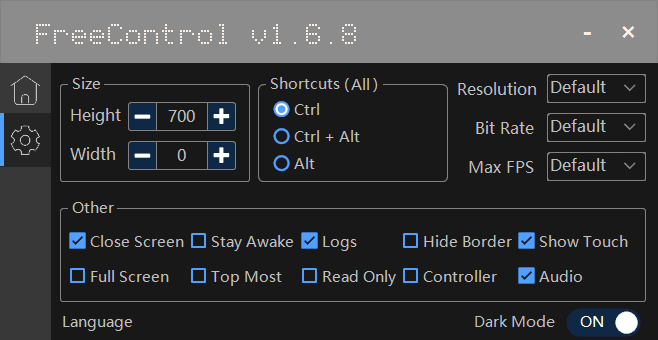 FreeControl v1.6.8
Size
Height 700
Width 0
Shortcuts (All)
Ctrl
Ctrl + Alt
Alt
Resolution Default
Bit Rate Default
Max FPS Default
Other
Close Screen Stay Awake Logs Hide Border Show Touch
Full Screen Top Most Read Only Controller Audio
Language Dark Mode ON